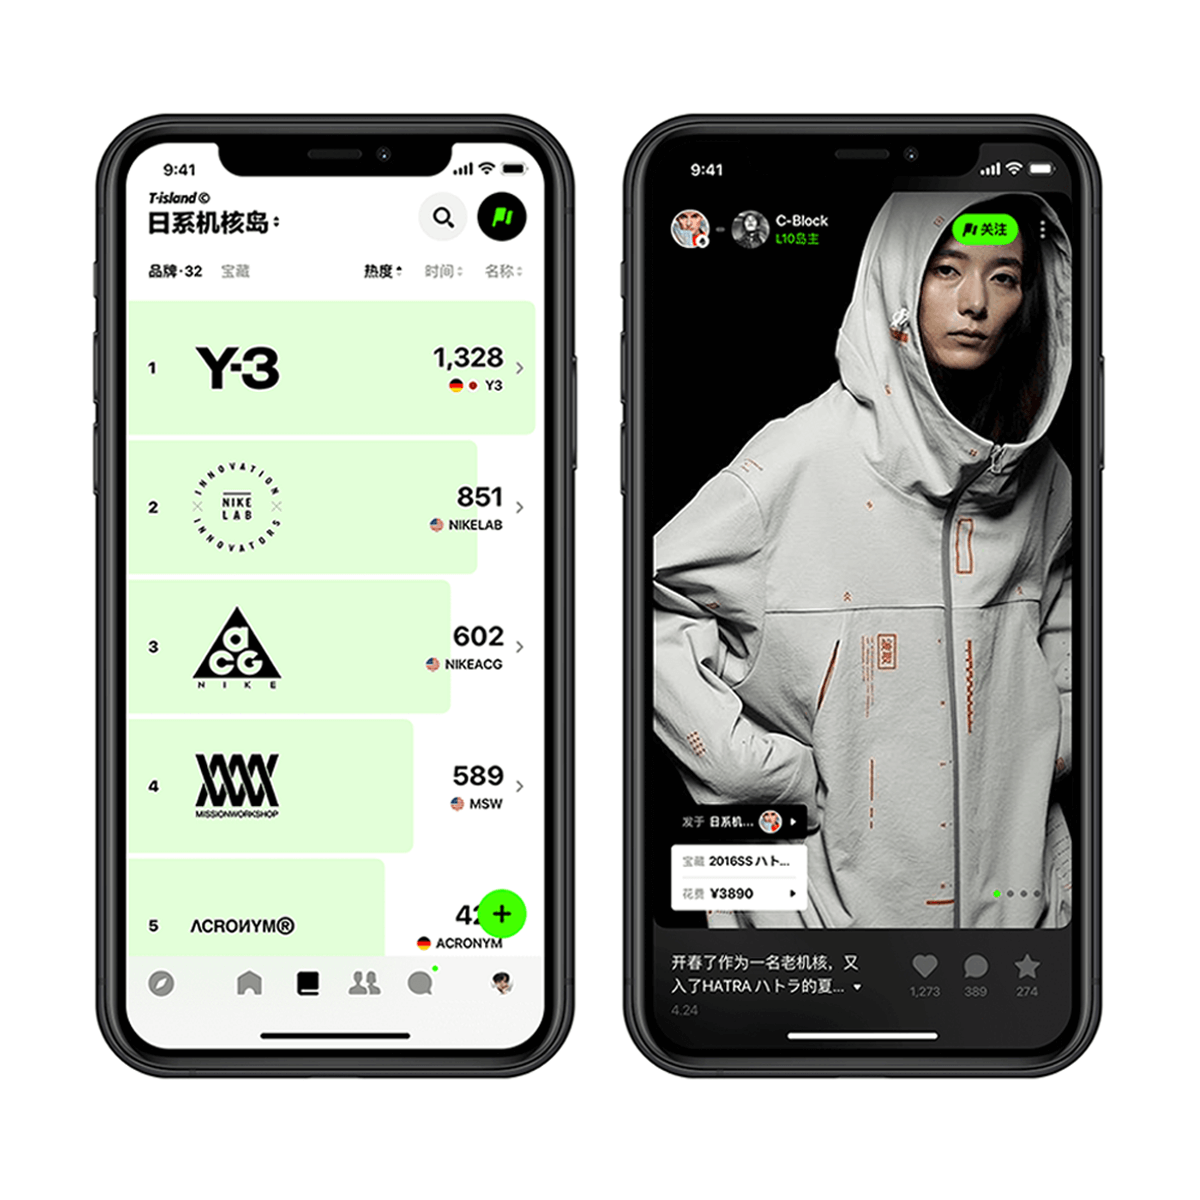 9:41
T-island ©
日系机核岛
品牌·32 宝藏 热度 时间 名称
1
Y-3
1,328
Y3
2
INNOVATION
NIKE
LAB
INNOVATORS
851
NIKELAB
3
aCG
NIKE
602
NIKEACG
4
MISSIONWORKSHOP
589
MSW
5
ACRONYM®
42
ACRONYM
9:41
C-Block
L10岛主
关注
发于 日系机...
宝藏 2016SS ハト...
花费 ¥3890
开春了作为一名老机核，又
入了HATRA ハトラ的夏...
1,273 389 274
4.24